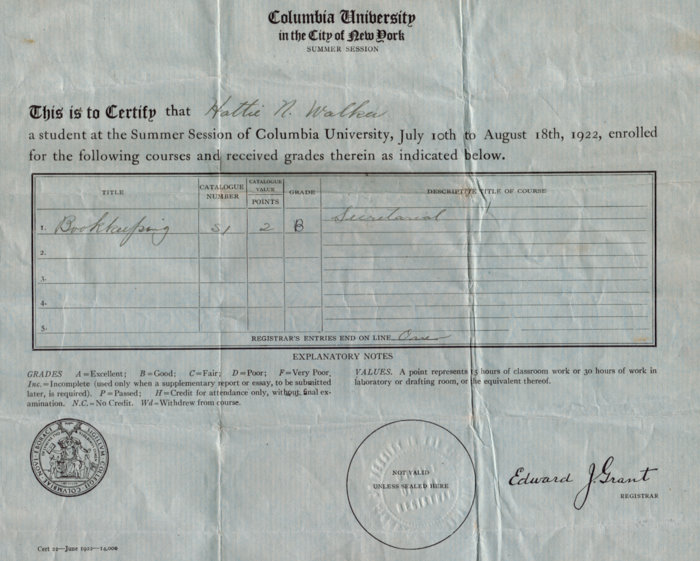 Columbia University
in the City of New York
SUMMER SESSION
This is to Certify that Hattie N. Walker
a student at the Summer Session of Columbia University, July 10th to August 18th, 1922, enrolled
for the following courses and received grades therein as indicated below.
TITLE CATALOGUE NUMBER CATALOGUE VALUE POINTS GRADE DESCRIPTIVE TITLE OF COURSE
1. Bookkeeping S1 2 B Secretarial
2.
3.
4.
5.
REGISTRAR'S ENTRIES END ON LINE One
EXPLANATORY NOTES
GRADES A=Excellent; B=Good; C=Fair; D=Poor; F=Very Poor,
Inc.=Incomplete (used only when a supplementary report or essay, to be submitted
later, is required). P=Passed; H=Credit for attendance only, without final ex-
amination. N.C.=No Credit. Wd=Withdrew from course.
VALUES. A point represents 15 hours of classroom work or 30 hours of work in
laboratory or drafting room, or the equivalent thereof.
NOT VALID
UNLESS SEALED HERE
Edward J. Grant
REGISTRAR
Cert 22—June 1922—14,000